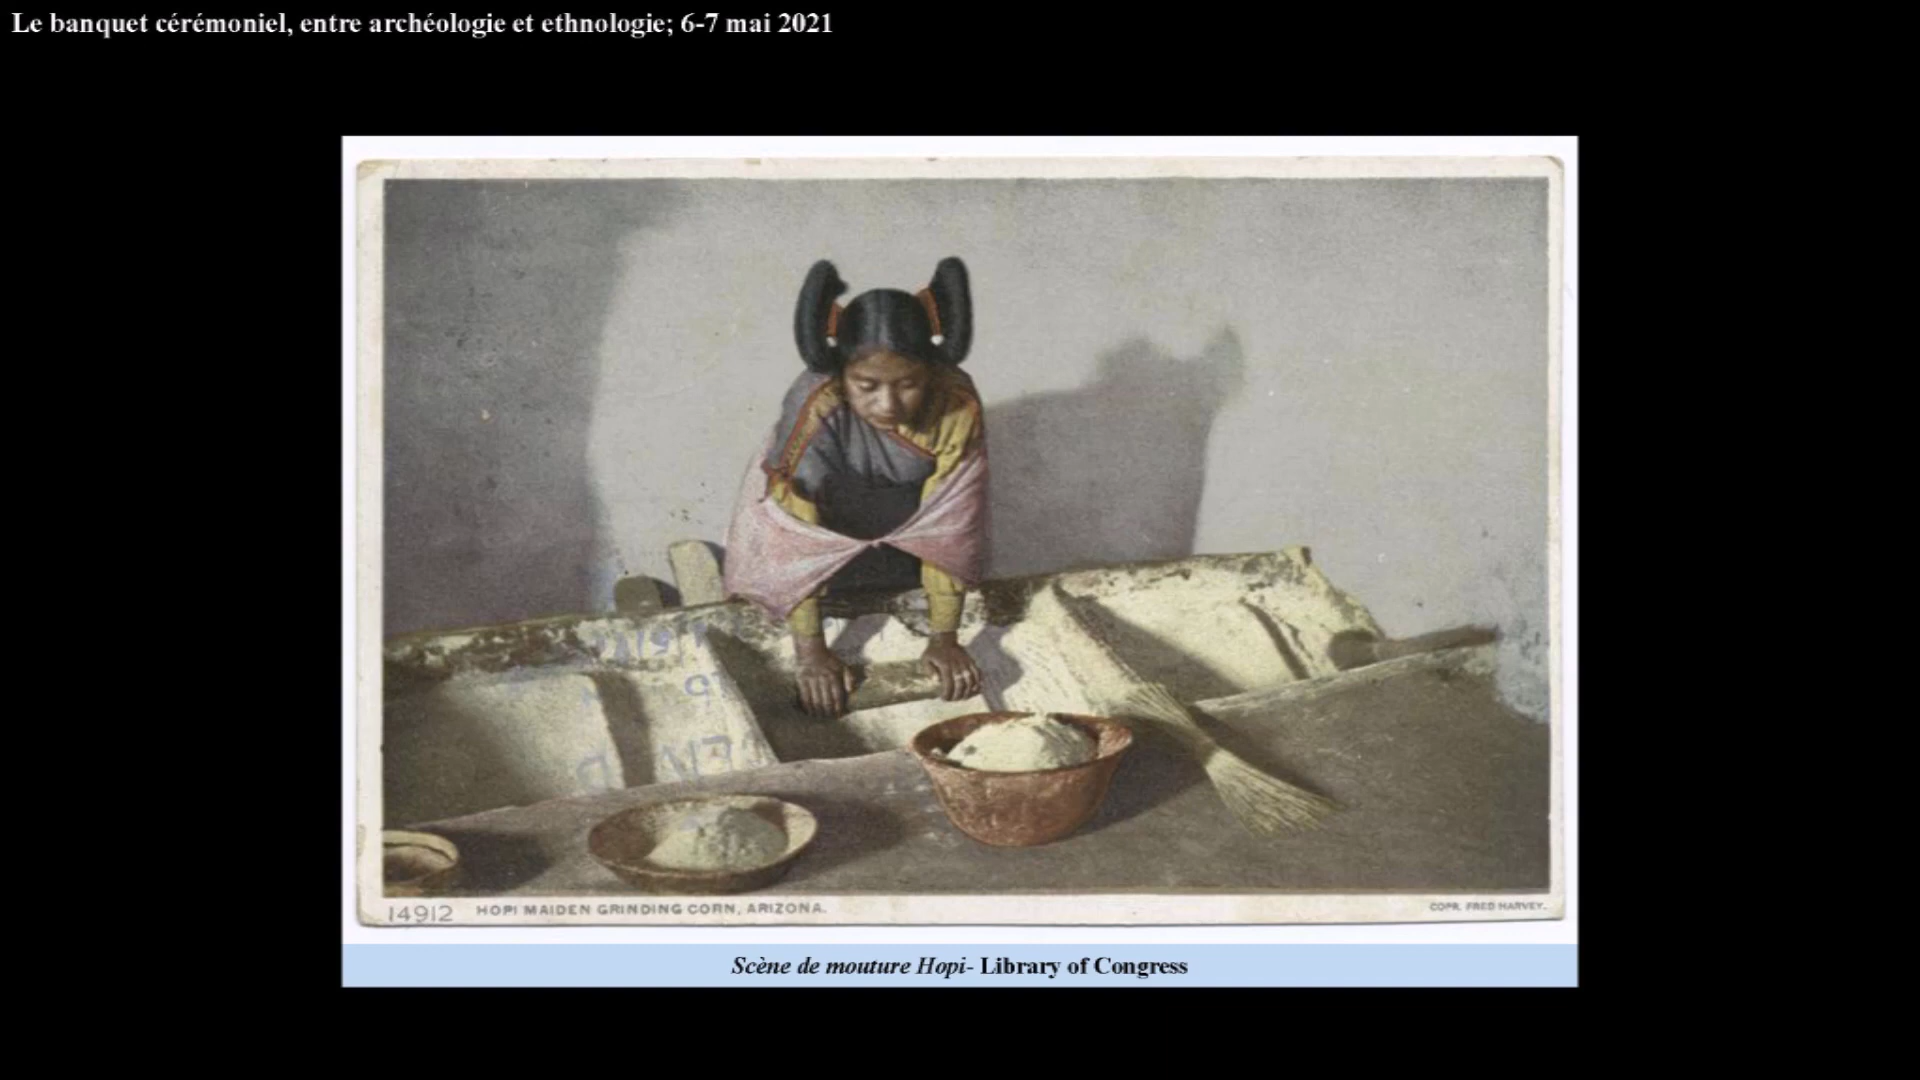 Le banquet cérémoniel, entre archéologie et ethnologie; 6-7 mai 2021
14912 HOPI MAIDEN GRINDING CORN, ARIZONA.
COPR. FRED HARVEY.
Scène de mouture Hopi- Library of Congress